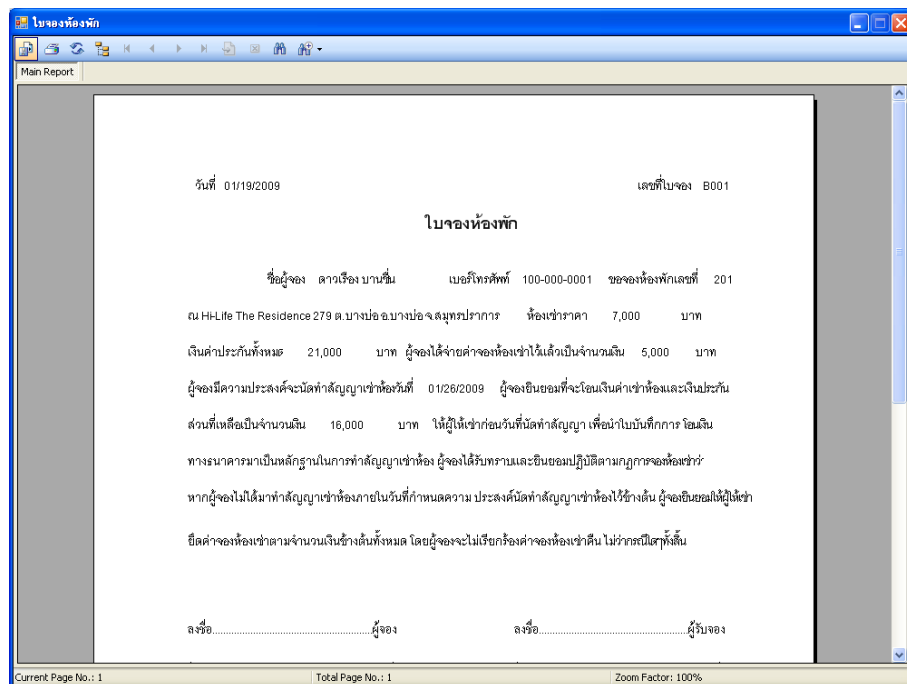 ใบจองห้องพัก
Main Report
วันที่ 01/19/2009 เลขที่ใบจอง B001
ใบจองห้องพัก
ชื่อผู้จอง ดาวเรือง บานชื่น เบอร์โทรศัพท์ 100-000-0001 ขอจองห้องพักเลขที่ 201
ณ Hi-Life The Residence 279 ต.บางบ่อ อ.บางบ่อ จ.สมุทรปราการ ห้องเช่าราคา 7,000 บาท
เงินค่าประกันทั้งหมด 21,000 บาท ผู้จองได้จ่ายค่าจองห้องเช่าไว้แล้วเป็นจำนวนเงิน 5,000 บาท
ผู้จองมีความประสงค์จะนัดทำสัญญาเช่าห้องวันที่ 01/26/2009 ผู้จองยินยอมที่จะโอนเงินค่าเช่าห้องและเงินประกัน
ส่วนที่เหลือเป็นจำนวนเงิน 16,000 บาท ให้ผู้ให้เช่าก่อนวันที่นัดทำสัญญา เพื่อนำใบบันทึกการ โอนเงิน
ทางธนาคารมาเป็นหลักฐานในการทำสัญญาเช่าห้อง ผู้จองได้รับทราบและยินยอมปฏิบัติตามกฎการจองห้องเช่าว่า
หากผู้จองไม่ได้มาทำสัญญาเช่าห้องภายในวันที่กำหนดความ ประสงค์นัดทำสัญญาเช่าห้องไว้ข้างต้น ผู้จองยินยอมให้ผู้ให้เช่า
ยึดค่าจองห้องเช่าตามจำนวนเงินข้างต้นทั้งหมด โดยผู้จองจะไม่เรียกร้องค่าจองห้องเช่าคืน ไม่ว่ากรณีใดๆทั้งสิ้น
ลงชื่อ.....................................................ผู้จอง ลงชื่อ.....................................................ผู้รับจอง
Current Page No.: 1 Total Page No.: 1 Zoom Factor: 100%